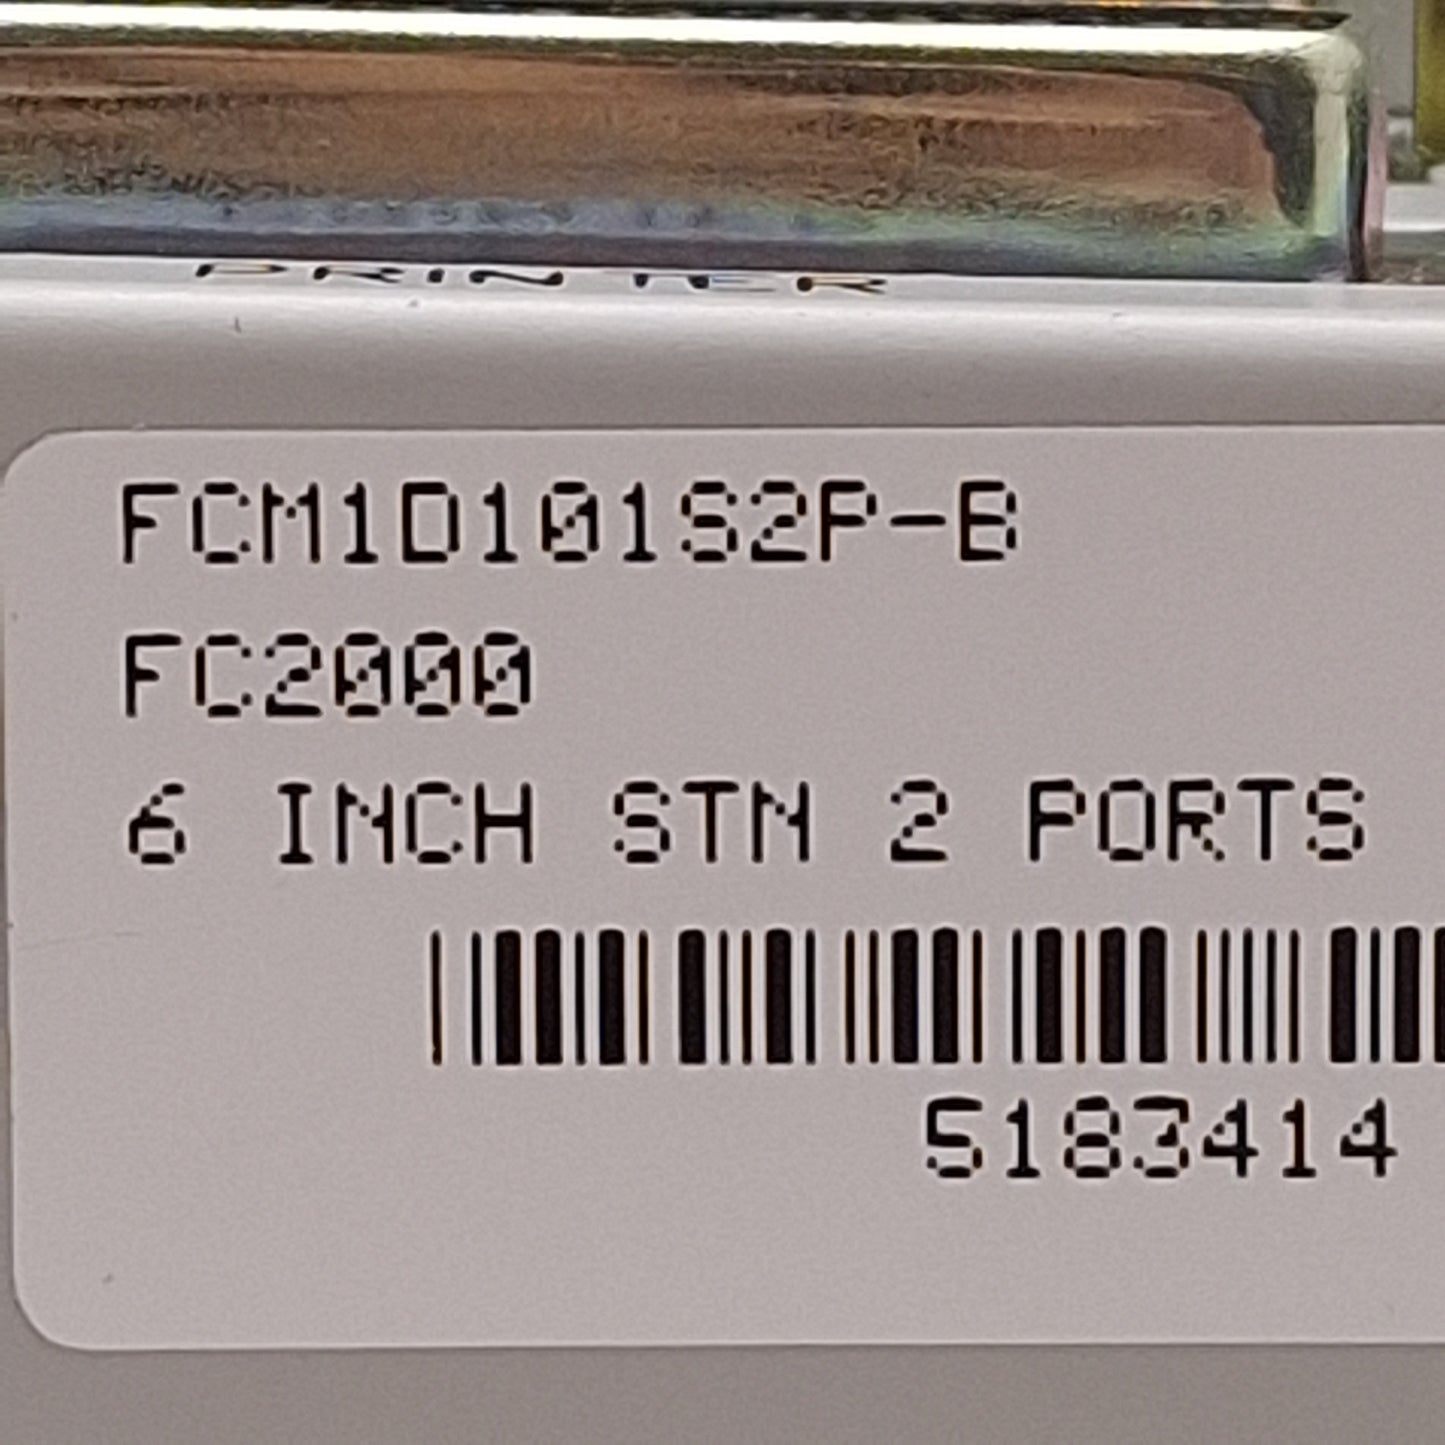 PRINTER
FCM1D101S2P-B
FC2000
6 INCH STN 2 PORTS
5183414